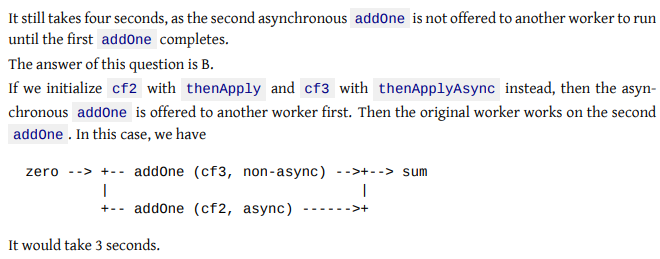 It still takes four seconds, as the second asynchronous addOne is not offered to another worker to run
until the first addOne completes.
The answer of this question is B.
If we initialize cf2 with thenApply and cf3 with thenApplyAsync instead, then the asyn-
chronous addOne is offered to another worker first. Then the original worker works on the second
addOne . In this case, we have
zero --> +-- addOne (cf3, non-async) -->+--> sum
| |
+-- addOne (cf2, async) ------>+
It would take 3 seconds.